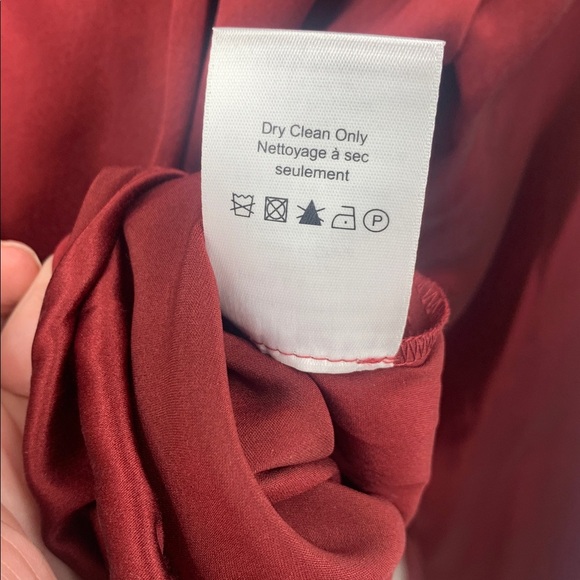 Dry Clean Only
Nettoyage à sec
seulement
P